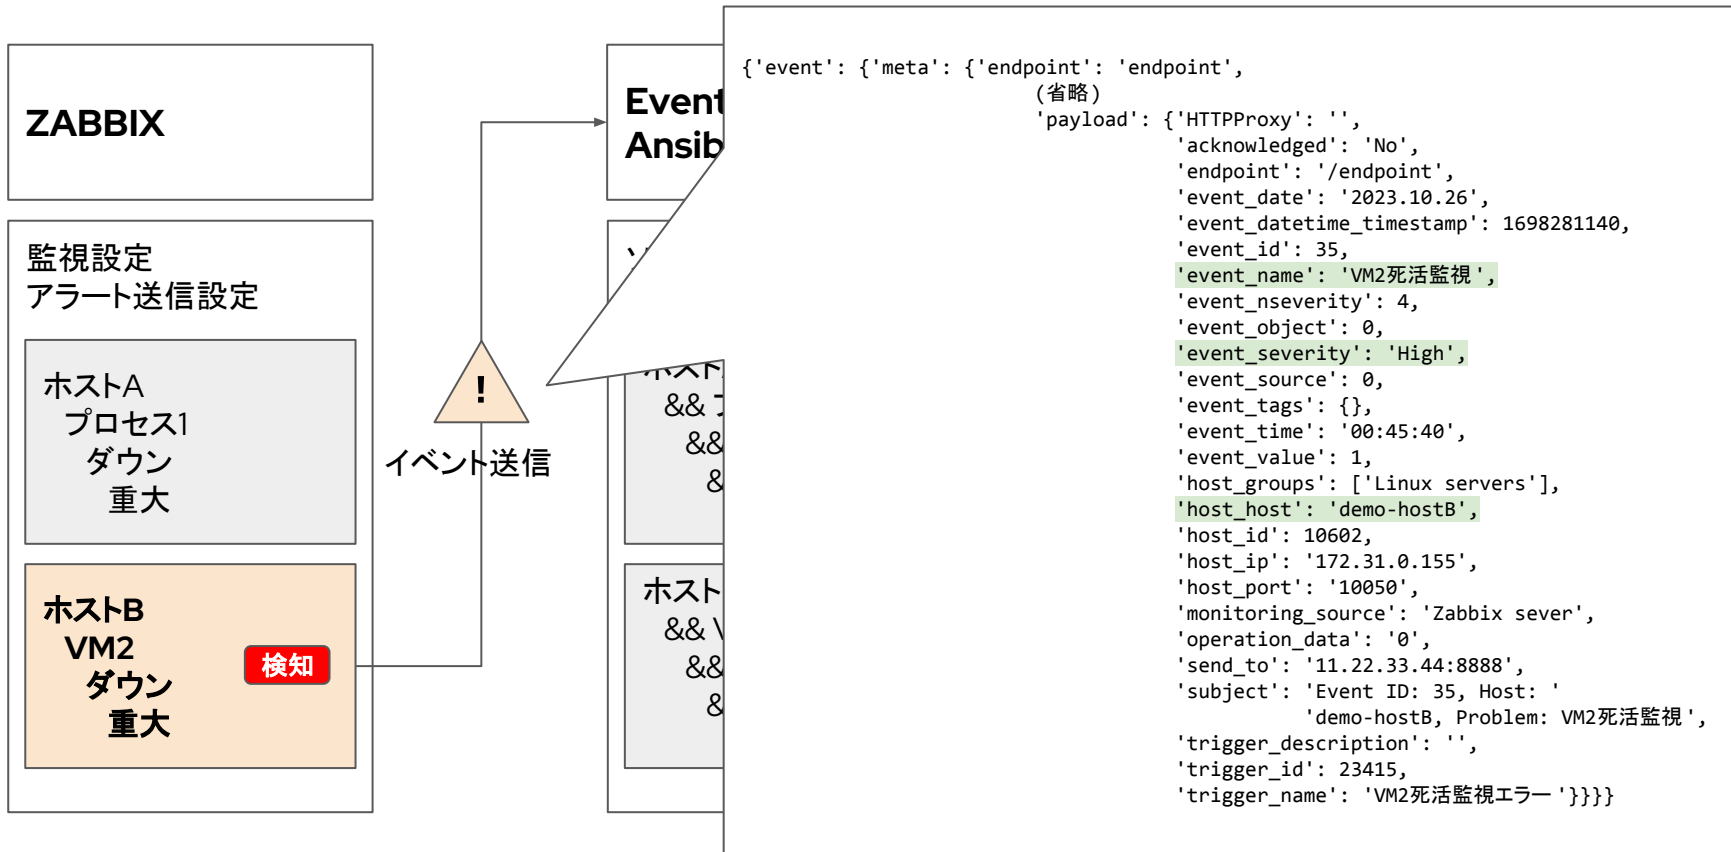 ZABBIX
監視設定
アラート送信設定
ホストA
プロセス1
ダウン
重大
ホストB
VM2
ダウン
重大
検知
!
イベント送信
Event
Ansib
ホスト
&&
&&
&
ホスト
&&
&&
&
{'event': {'meta': {'endpoint': 'endpoint',
(省略)
'payload': {'HTTPProxy': '',
'acknowledged': 'No',
'endpoint': '/endpoint',
'event_date': '2023.10.26',
'event_datetime_timestamp': 1698281140,
'event_id': 35,
'event_name': 'VM2死活監視',
'event_nseverity': 4,
'event_object': 0,
'event_severity': 'High',
'event_source': 0,
'event_tags': {},
'event_time': '00:45:40',
'event_value': 1,
'host_groups': ['Linux servers'],
'host_host': 'demo-hostB',
'host_id': 10602,
'host_ip': '172.31.0.155',
'host_port': '10050',
'monitoring_source': 'Zabbix sever',
'operation_data': '0',
'send_to': '11.22.33.44:8888',
'subject': 'Event ID: 35, Host: '
'demo-hostB, Problem: VM2死活監視',
'trigger_description': '',
'trigger_id': 23415,
'trigger_name': 'VM2死活監視エラー'}}}}